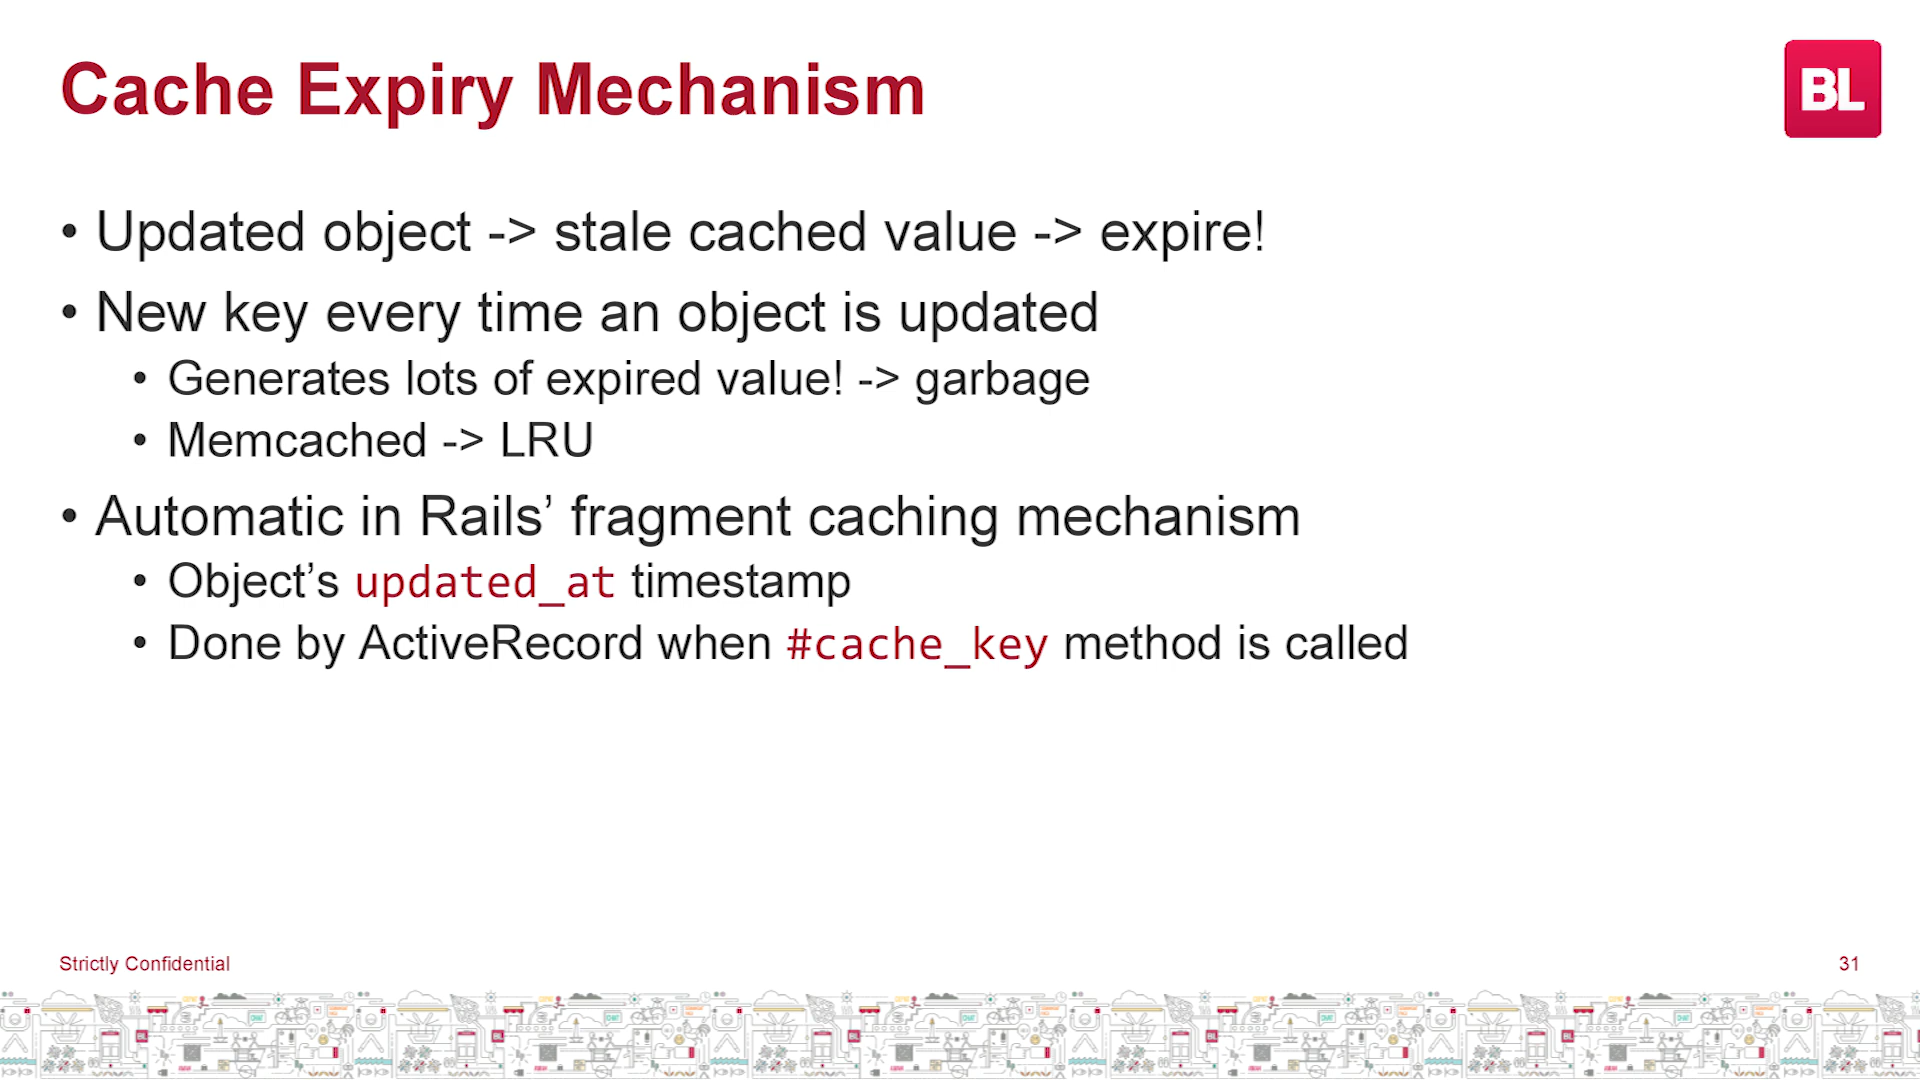 Cache Expiry Mechanism
BL
• Updated object -> stale cached value -> expire!
• New key every time an object is updated
• Generates lots of expired value! -> garbage
• Memcached -> LRU
• Automatic in Rails’ fragment caching mechanism
• Object’s updated_at timestamp
• Done by ActiveRecord when #cache_key method is called
Strictly Confidential
31